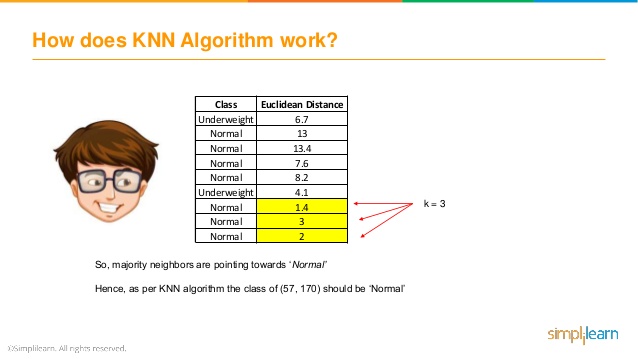 How does KNN Algorithm work?
Class Euclidean Distance
Underweight 6.7
Normal 13
Normal 13.4
Normal 7.6
Normal 8.2
Underweight 4.1
Normal 1.4
Normal 3
Normal 2
k = 3
So, majority neighbors are pointing towards ‘Normal’
Hence, as per KNN algorithm the class of (57, 170) should be ‘Normal’
©Simplilearn. All rights reserved.
simplilearn